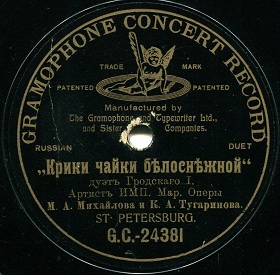 GRAMOPHONE CONCERT RECORD
TRADE MARK
PATENTED PATENTED
Manufactured by
The Gramophone and Typewriter Ltd.,
and Sister Companies.
RUSSIAN DUET
„Крики чайки бѣлоснѣжной“
дуэтъ Гродскаго I.
Артистъ ИМП. Мар. Оперы
М. А. Михайлова и К. А. Тугаринова.
ST. PETERSBURG.
G.C.-24381